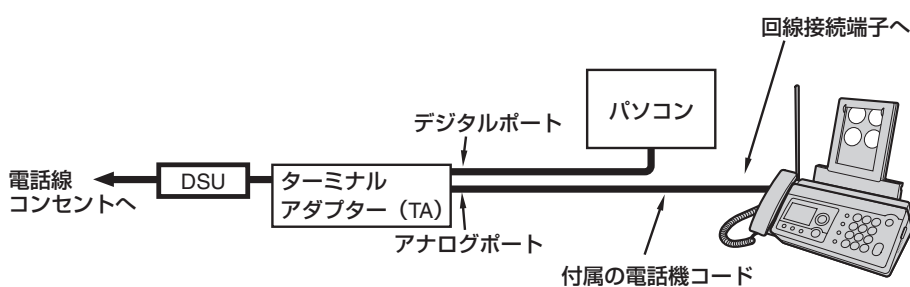 回線接続端子へ
パソコン
デジタルポート
電話線
コンセントへ
DSU
ターミナル
アダプター（TA）
アナログポート
付属の電話機コード